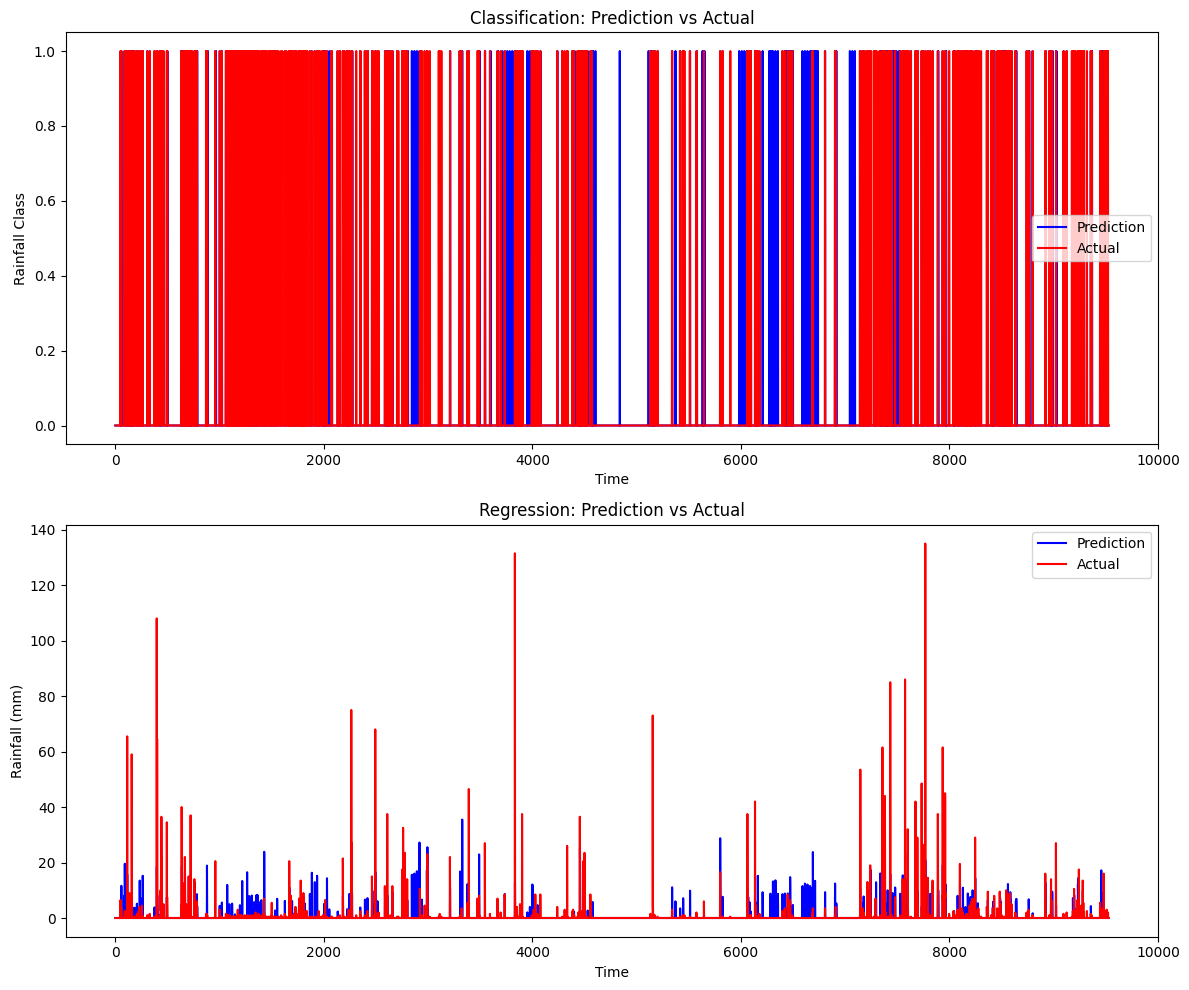 Classification: Prediction vs Actual
1.0
0.8
0.6
0.4
0.2
0.0
Rainfall Class
Prediction
Actual
0 2000 4000 6000 8000 10000
Time
Regression: Prediction vs Actual
140
120
100
80
60
40
20
0
Rainfall (mm)
Prediction
Actual
0 2000 4000 6000 8000 10000
Time